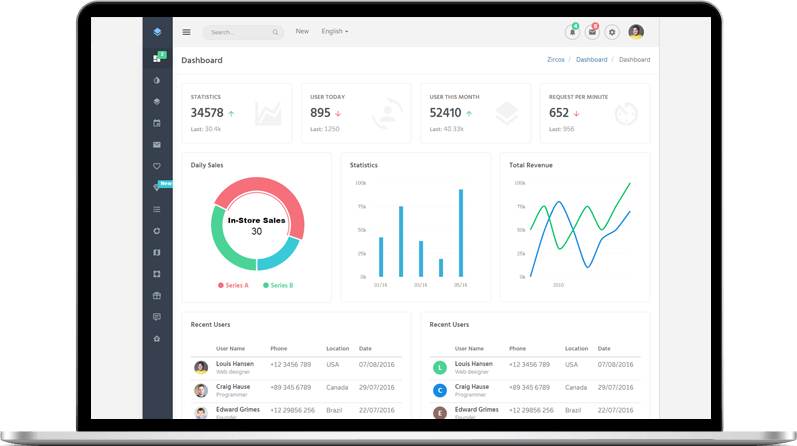 Search...
New
English
4
8
2
Dashboard
Zircos / Dashboard / Dashboard
STATISTICS
34578
Last: 30.4k
USER TODAY
895
Last: 1250
USER THIS MONTH
52410
Last: 40.33k
REQUEST PER MINUTE
652
Last: 956
New
Daily Sales
In-Store Sales
30
Series A
Series B
Statistics
100k
75k
50k
25k
0k
01/16
03/16
05/16
Total Revenue
100k
75k
50k
25k
0k
2010
Recent Users
User Name Phone Location Date
Louis Hansen +12 3456 789 USA 07/08/2016
Web designer
Craig Hause +89 345 6789 Canada 29/07/2016
Programmer
Edward Grimes +12 29856 256 Brazil 22/07/2016
Founder
Recent Users
User Name Phone Location Date
L Louis Hansen +12 3456 789 USA 07/08/2016
Web designer
C Craig Hause +89 345 6789 Canada 29/07/2016
Programmer
E Edward Grimes +12 29856 256 Brazil 22/07/2016
Founder